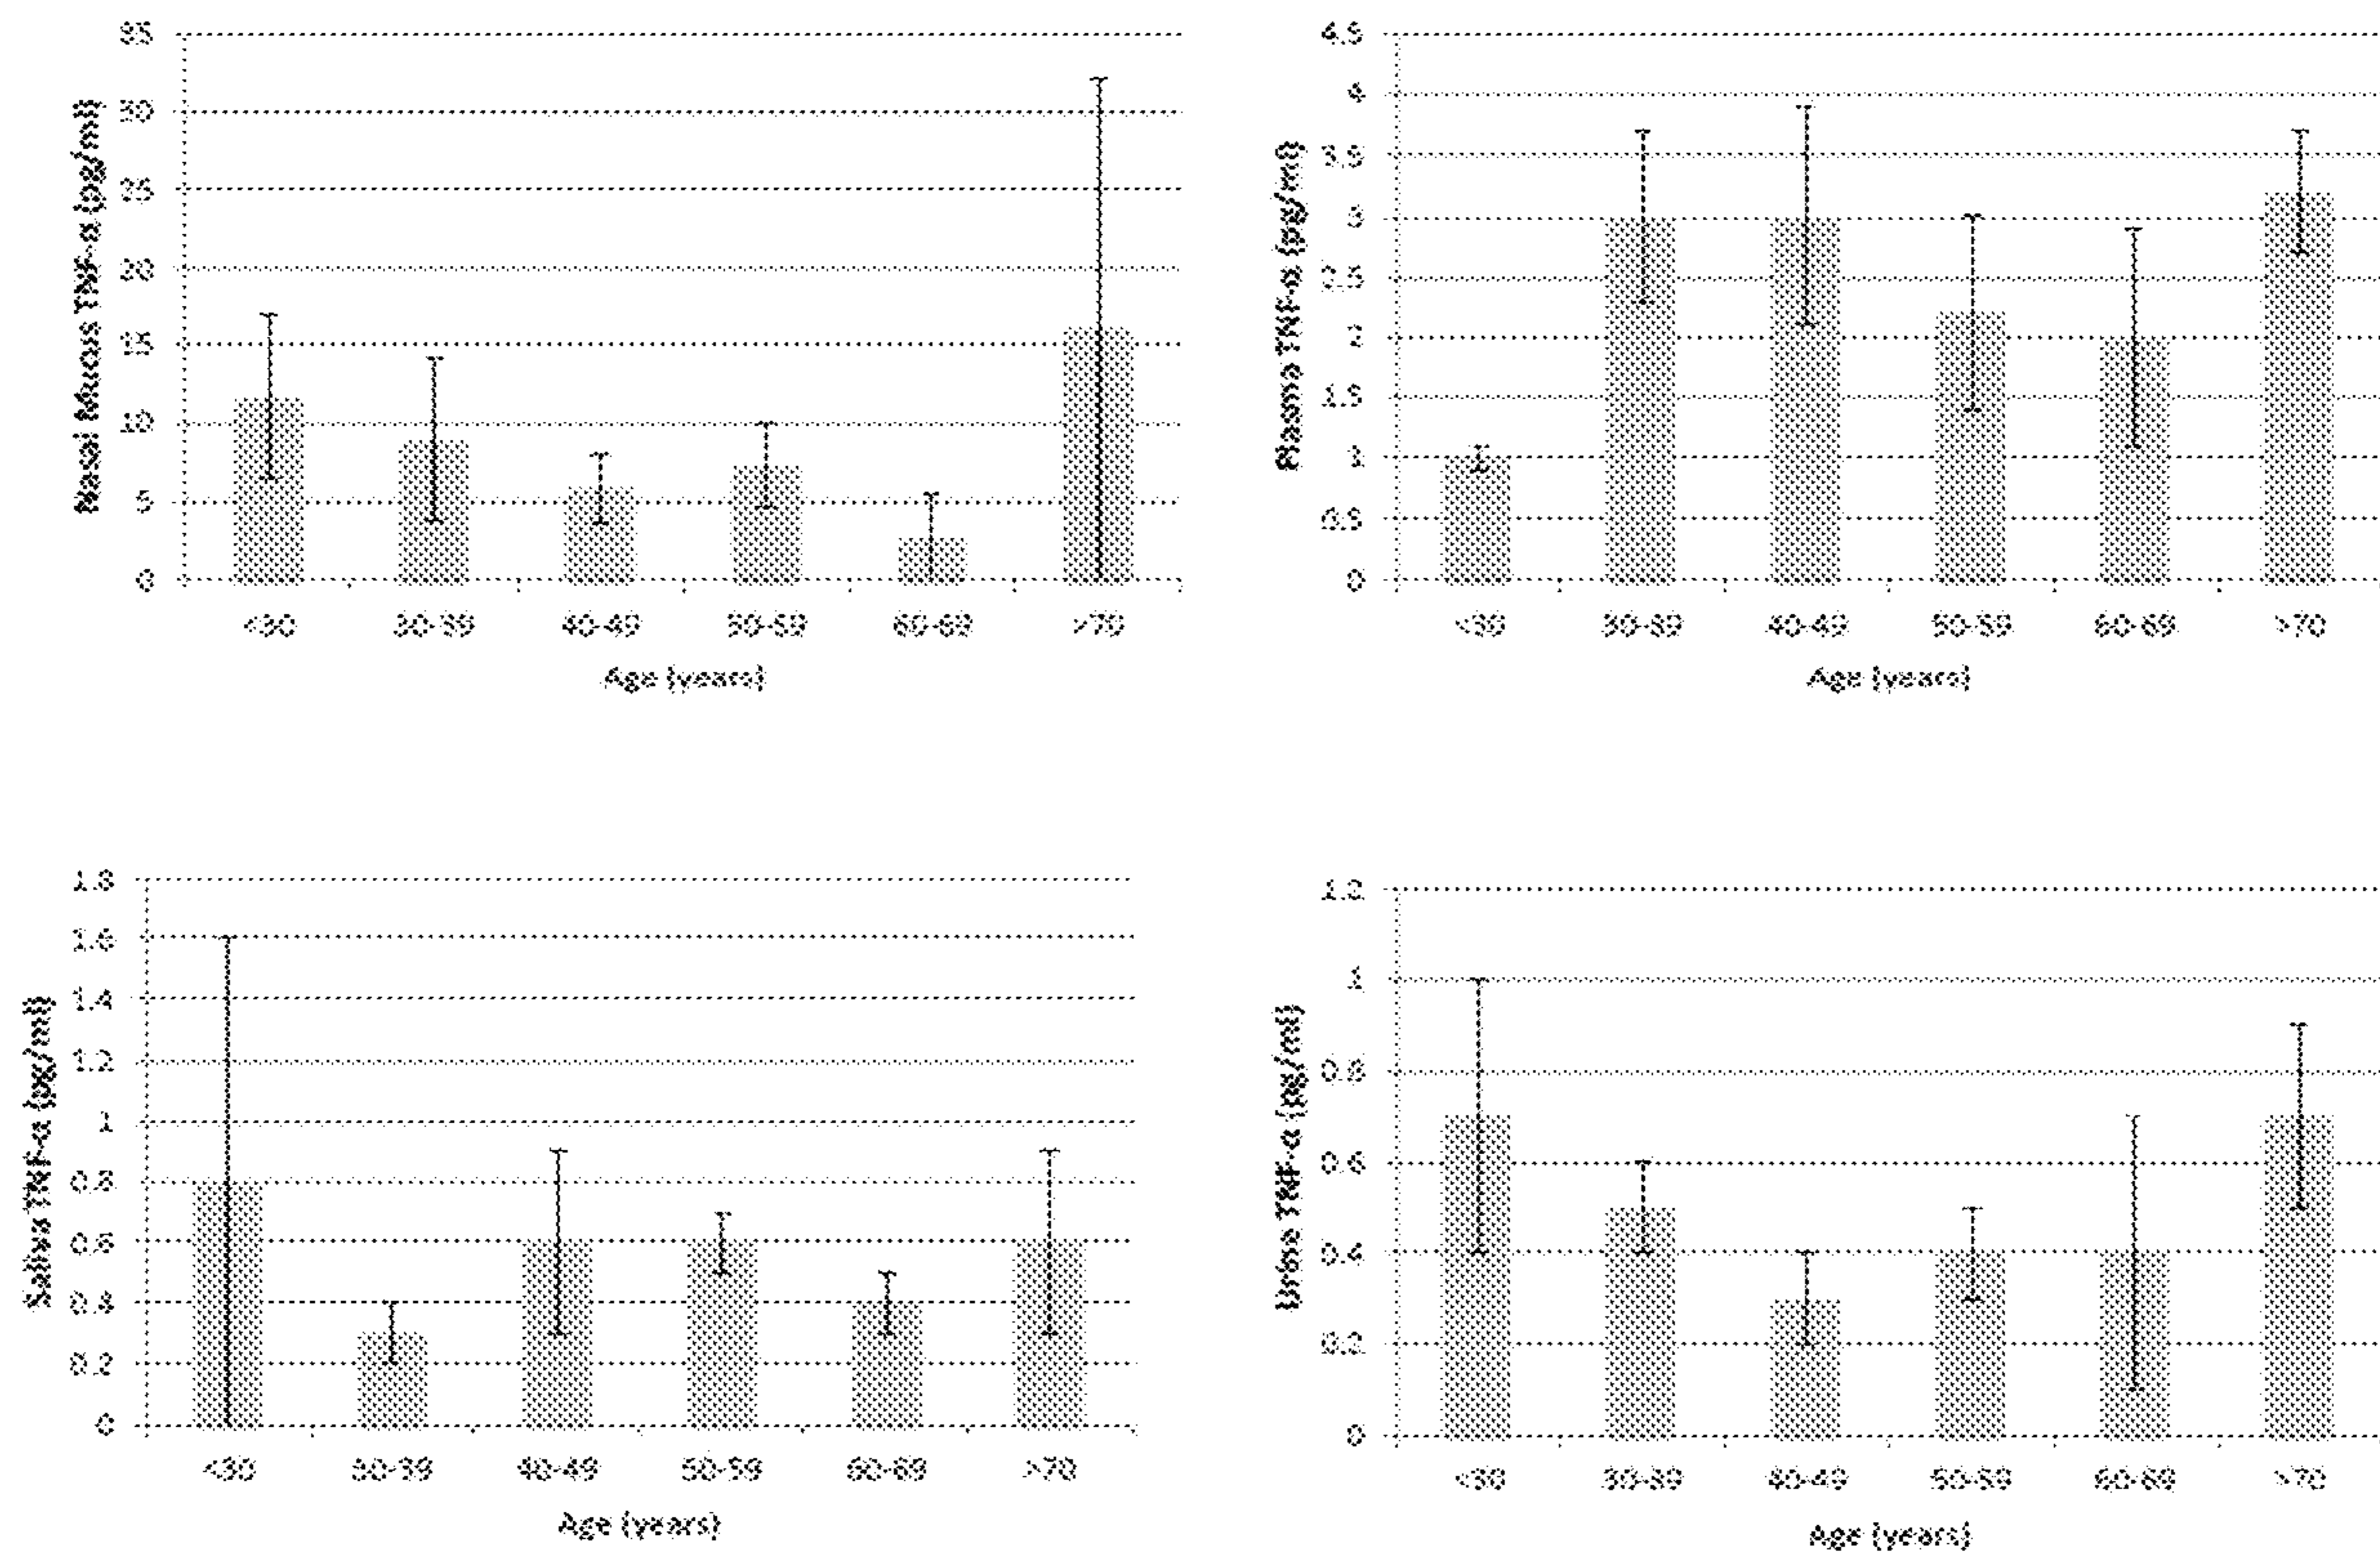 Nasal Mucus TNF-α (pg/ml)
35
30
25
20
15
10
5
0
<30 30-39 40-49 50-59 60-69 >70
Age (years)
Plasma TNF-α (pg/ml)
4.5
4
3.5
3
2.5
2
1.5
1
0.5
0
<30 30-39 40-49 50-59 60-69 >70
Age (years)
Saliva TNF-α (pg/ml)
1.8
1.6
1.4
1.2
1
0.8
0.6
0.4
0.2
0
<30 30-39 40-49 50-59 60-69 >70
Age (years)
Urine TNF-α (pg/ml)
1.2
1
0.8
0.6
0.4
0.2
0
<30 30-39 40-49 50-59 60-69 >70
Age (years)